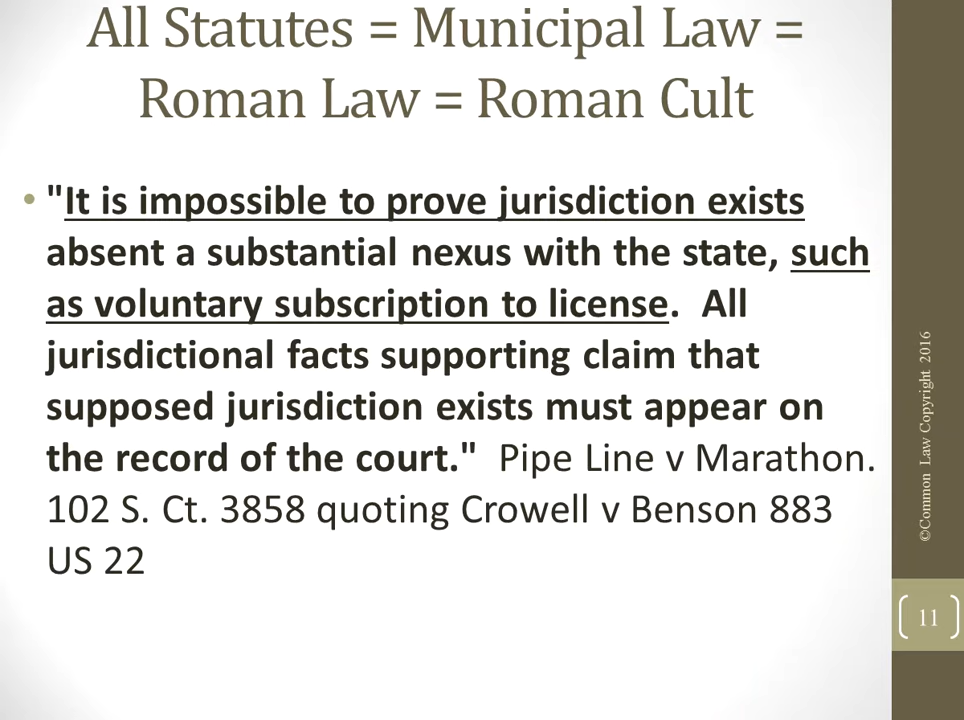 All Statutes = Municipal Law =
Roman Law = Roman Cult
• "It is impossible to prove jurisdiction exists
absent a substantial nexus with the state, such
as voluntary subscription to license.  All
jurisdictional facts supporting claim that
supposed jurisdiction exists must appear on
the record of the court."  Pipe Line v Marathon.
102 S. Ct. 3858 quoting Crowell v Benson 883
US 22
©Common Law Copyright 2016
11